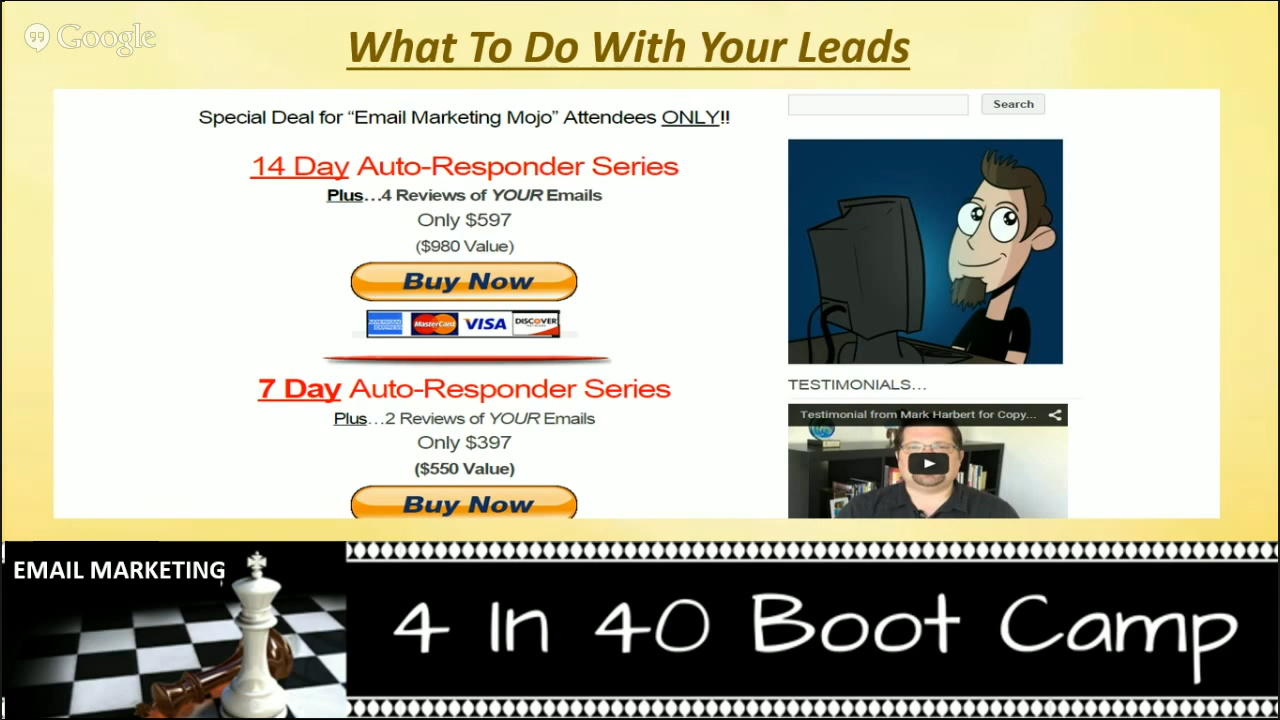 Google
What To Do With Your Leads
Special Deal for “Email Marketing Mojo” Attendees ONLY!!
14 Day Auto-Responder Series
Plus…4 Reviews of YOUR Emails
Only $597
($980 Value)
Buy Now
AMERICAN EXPRESS MasterCard VISA DISCOVER
7 Day Auto-Responder Series
Plus…2 Reviews of YOUR Emails
Only $397
($550 Value)
Buy Now
Search
TESTIMONIALS…
Testimonial from Mark Harbert for Copy...
EMAIL MARKETING
4 In 40 Boot Camp